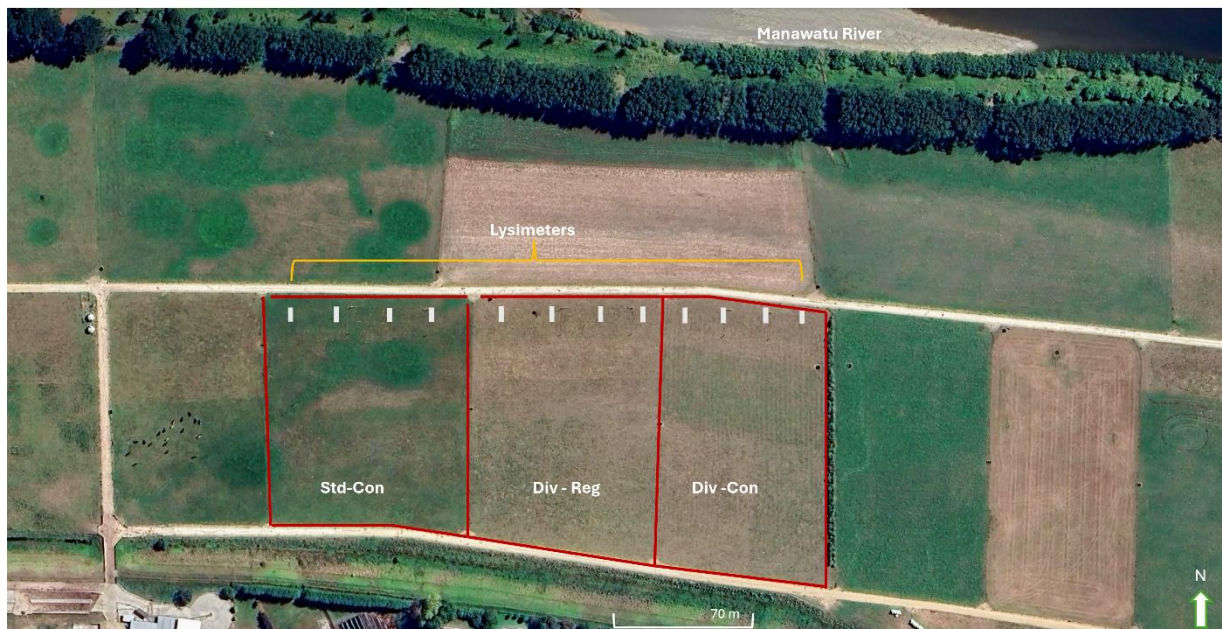 Manawatu River
Lysimeters
Std-Con
Div - Reg
Div -Con
70 m
N